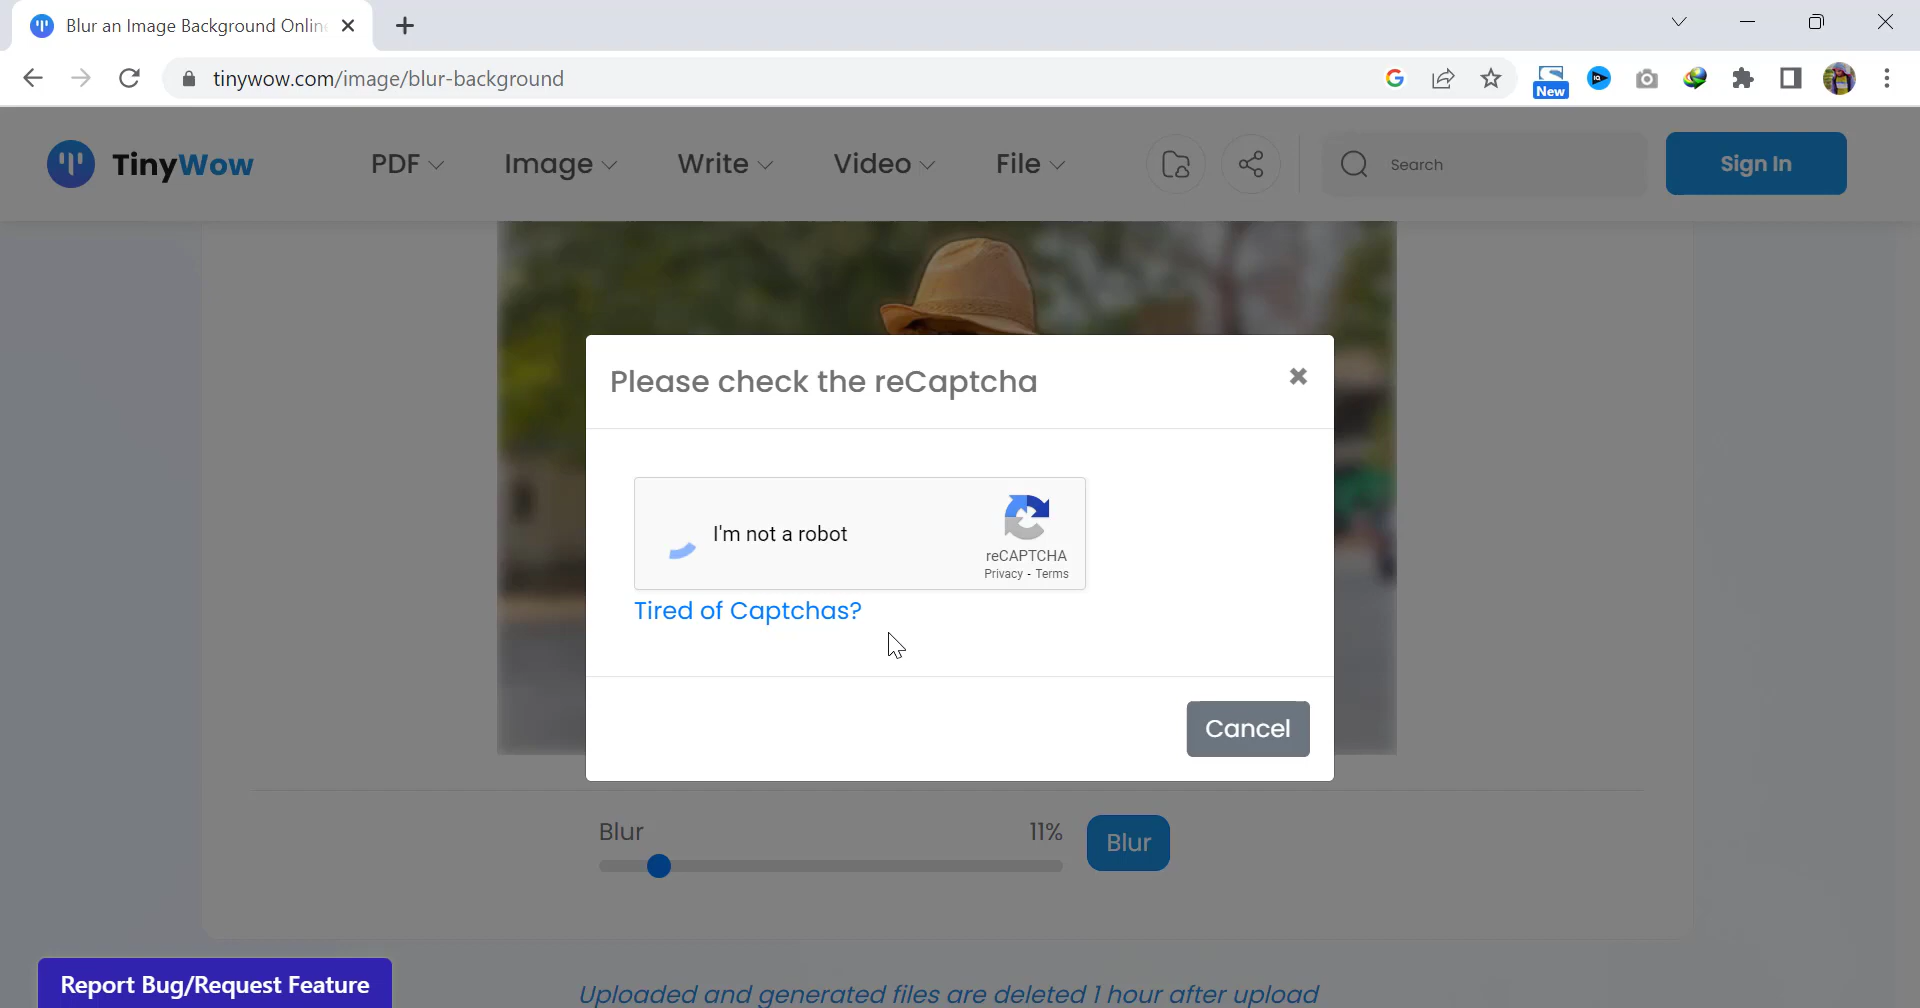 Blur an Image Background Onlin
tinywow.com/image/blur-background
New
TinyWow
PDF
Image
Write
Video
File
Search
Sign In
Please check the reCaptcha
I'm not a robot
reCAPTCHA
Privacy - Terms
Tired of Captchas?
Cancel
Blur
11%
Blur
Report Bug/Request Feature
Uploaded and generated files are deleted 1 hour after upload